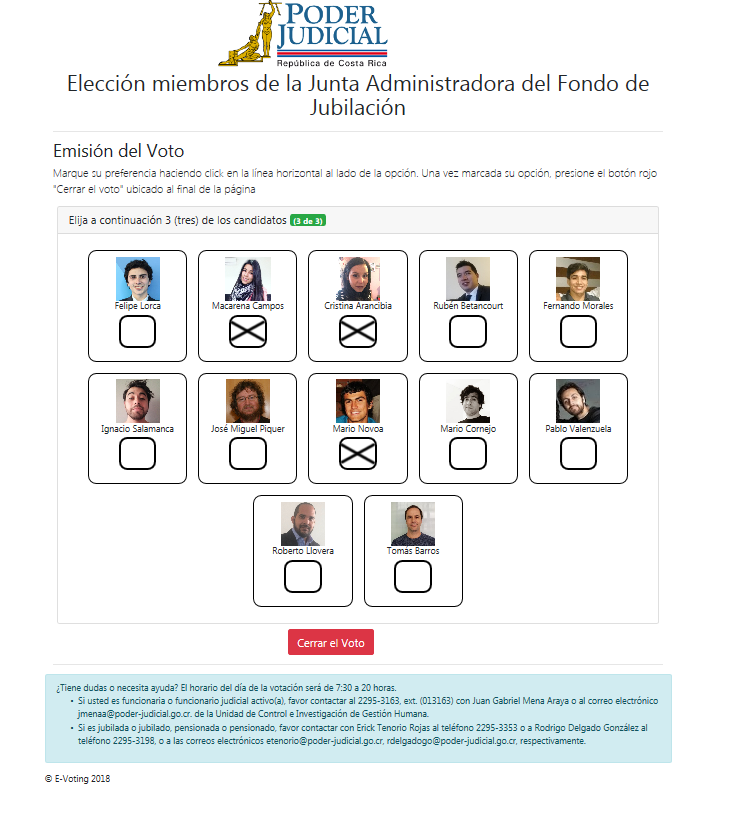 PODER
JUDICIAL
República de Costa Rica
Elección miembros de la Junta Administradora del Fondo de
Jubilación
Emisión del Voto
Marque su preferencia haciendo click en la línea horizontal al lado de la opción. Una vez marcada su opción, presione el botón rojo
"Cerrar el voto" ubicado al final de la página
Elija a continuación 3 (tres) de los candidatos (3 de 3)
Felipe Lorca Macarena Campos Cristina Arancibia Rubén Betancourt Fernando Morales
Ignacio Salamanca José Miguel Piquer Mario Novoa Mario Cornejo Pablo Valenzuela
Roberto Llovera Tomás Barros
Cerrar el Voto
¿Tiene dudas o necesita ayuda? El horario del día de la votación será de 7:30 a 20 horas.
• Si usted es funcionaria o funcionario judicial activo(a), favor contactar al 2295-3163, ext. (013163) con Juan Gabriel Mena Araya o al correo electrónico
jmenaa@poder-judicial.go.cr. de la Unidad de Control e Investigación de Gestión Humana.
• Si es jubilada o jubilado, pensionada o pensionado, favor contactar con Erick Tenorio Rojas al teléfono 2295-3353 o a Rodrigo Delgado González al
teléfono 2295-3198, o a las correos electrónicos etenorio@poder-judicial.go.cr, rdelgadogo@poder-judicial.go.cr, respectivamente.
© E-Voting 2018